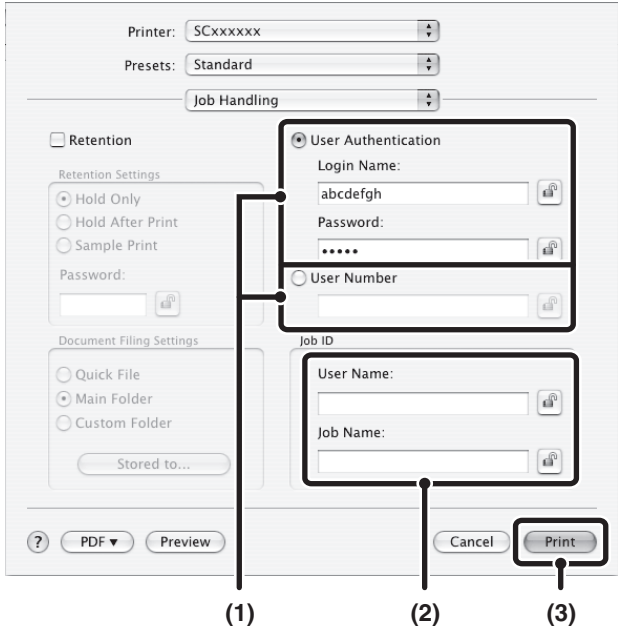 Printer: SCxxxxxx
Presets: Standard
Job Handling
Retention
Retention Settings
Hold Only
Hold After Print
Sample Print
Password:
Document Filing Settings
Quick File
Main Folder
Custom Folder
Stored to...
User Authentication
Login Name:
abcdefgh
Password:
•••••
User Number
Job ID
User Name:
Job Name:
? PDF▼ Preview Cancel Print
(1) (2) (3)